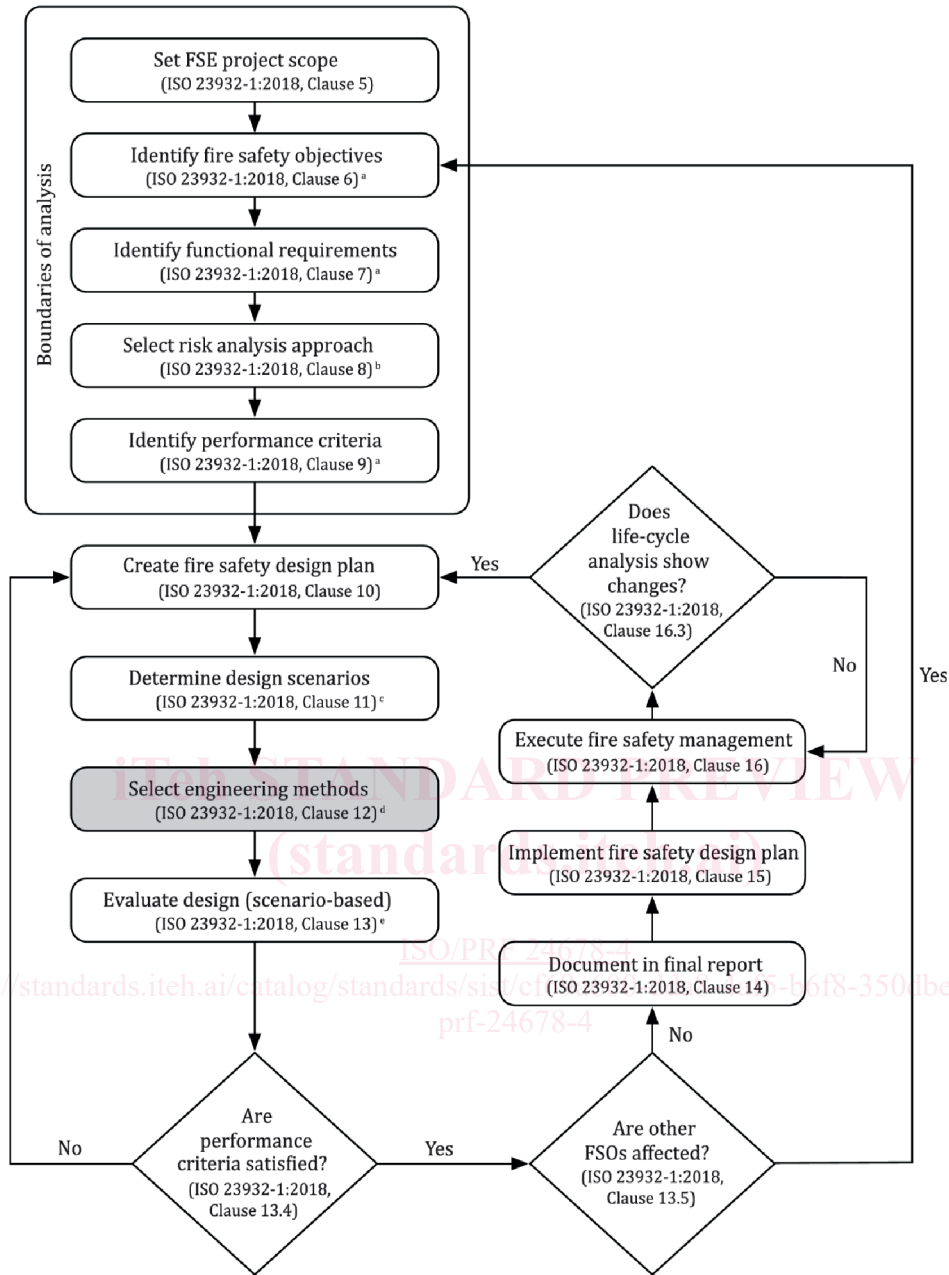 Set FSE project scope
(ISO 23932-1:2018, Clause 5)
Identify fire safety objectives
(ISO 23932-1:2018, Clause 6) a
Identify functional requirements
(ISO 23932-1:2018, Clause 7) a
Select risk analysis approach
(ISO 23932-1:2018, Clause 8) b
Identify performance criteria
(ISO 23932-1:2018, Clause 9) a
Boundaries of analysis
Create fire safety design plan
(ISO 23932-1:2018, Clause 10)
Determine design scenarios
(ISO 23932-1:2018, Clause 11) c
Select engineering methods
(ISO 23932-1:2018, Clause 12) d
Evaluate design (scenario-based)
(ISO 23932-1:2018, Clause 13) e
Are
performance
criteria satisfied?
(ISO 23932-1:2018,
Clause 13.4)
No
Yes
Are other
FSOs affected?
(ISO 23932-1:2018,
Clause 13.5)
No
Yes
Document in final report
(ISO 23932-1:2018, Clause 14)
Implement fire safety design plan
(ISO 23932-1:2018, Clause 15)
Execute fire safety management
(ISO 23932-1:2018, Clause 16)
Does
life-cycle
analysis show
changes?
(ISO 23932-1:2018,
Clause 16.3)
Yes
No
iTeh STANDARD PREVIEW
(standards.iteh.ai)
ISO/PRF 24678-4
//standards.iteh.ai/catalog/standards/sist/
-b6f8-350dbe
prf-24678-4